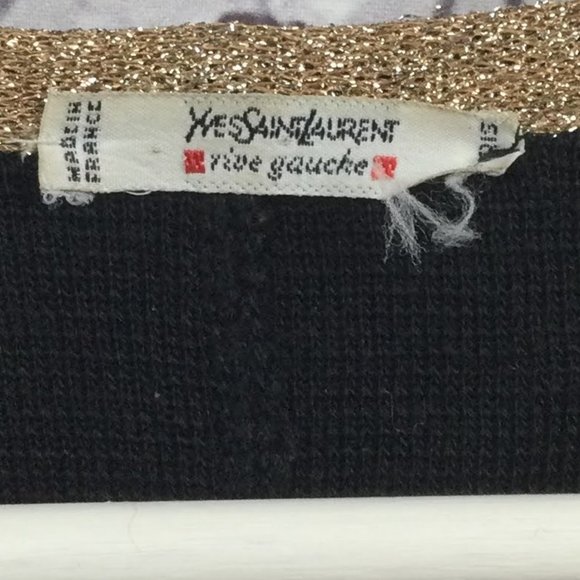 MADE IN
FRANCE
YVESSAINTLAURENT
rive gauche